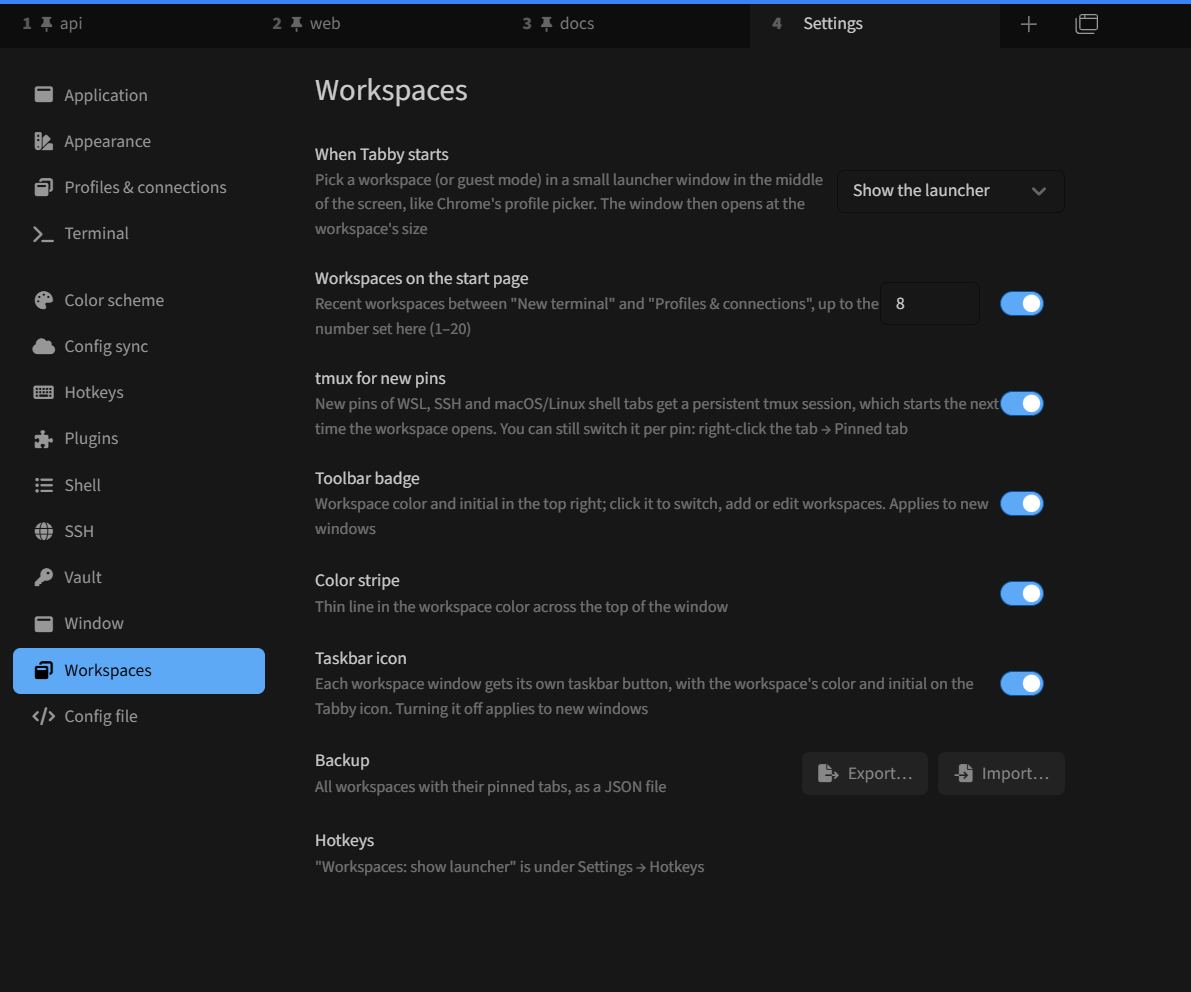 1 api 2 web 3 docs 4 Settings
Application
Appearance
Profiles & connections
Terminal
Color scheme
Config sync
Hotkeys
Plugins
Shell
SSH
Vault
Window
Workspaces
Config file
Workspaces
When Tabby starts
Pick a workspace (or guest mode) in a small launcher window in the middle
of the screen, like Chrome's profile picker. The window then opens at the
workspace's size
Show the launcher
Workspaces on the start page
Recent workspaces between "New terminal" and "Profiles & connections", up to the
number set here (1–20)
8
tmux for new pins
New pins of WSL, SSH and macOS/Linux shell tabs get a persistent tmux session, which starts the next
time the workspace opens. You can still switch it per pin: right-click the tab → Pinned tab
Toolbar badge
Workspace color and initial in the top right; click it to switch, add or edit workspaces. Applies to new
windows
Color stripe
Thin line in the workspace color across the top of the window
Taskbar icon
Each workspace window gets its own taskbar button, with the workspace's color and initial on the
Tabby icon. Turning it off applies to new windows
Backup
All workspaces with their pinned tabs, as a JSON file
Export… Import…
Hotkeys
"Workspaces: show launcher" is under Settings → Hotkeys